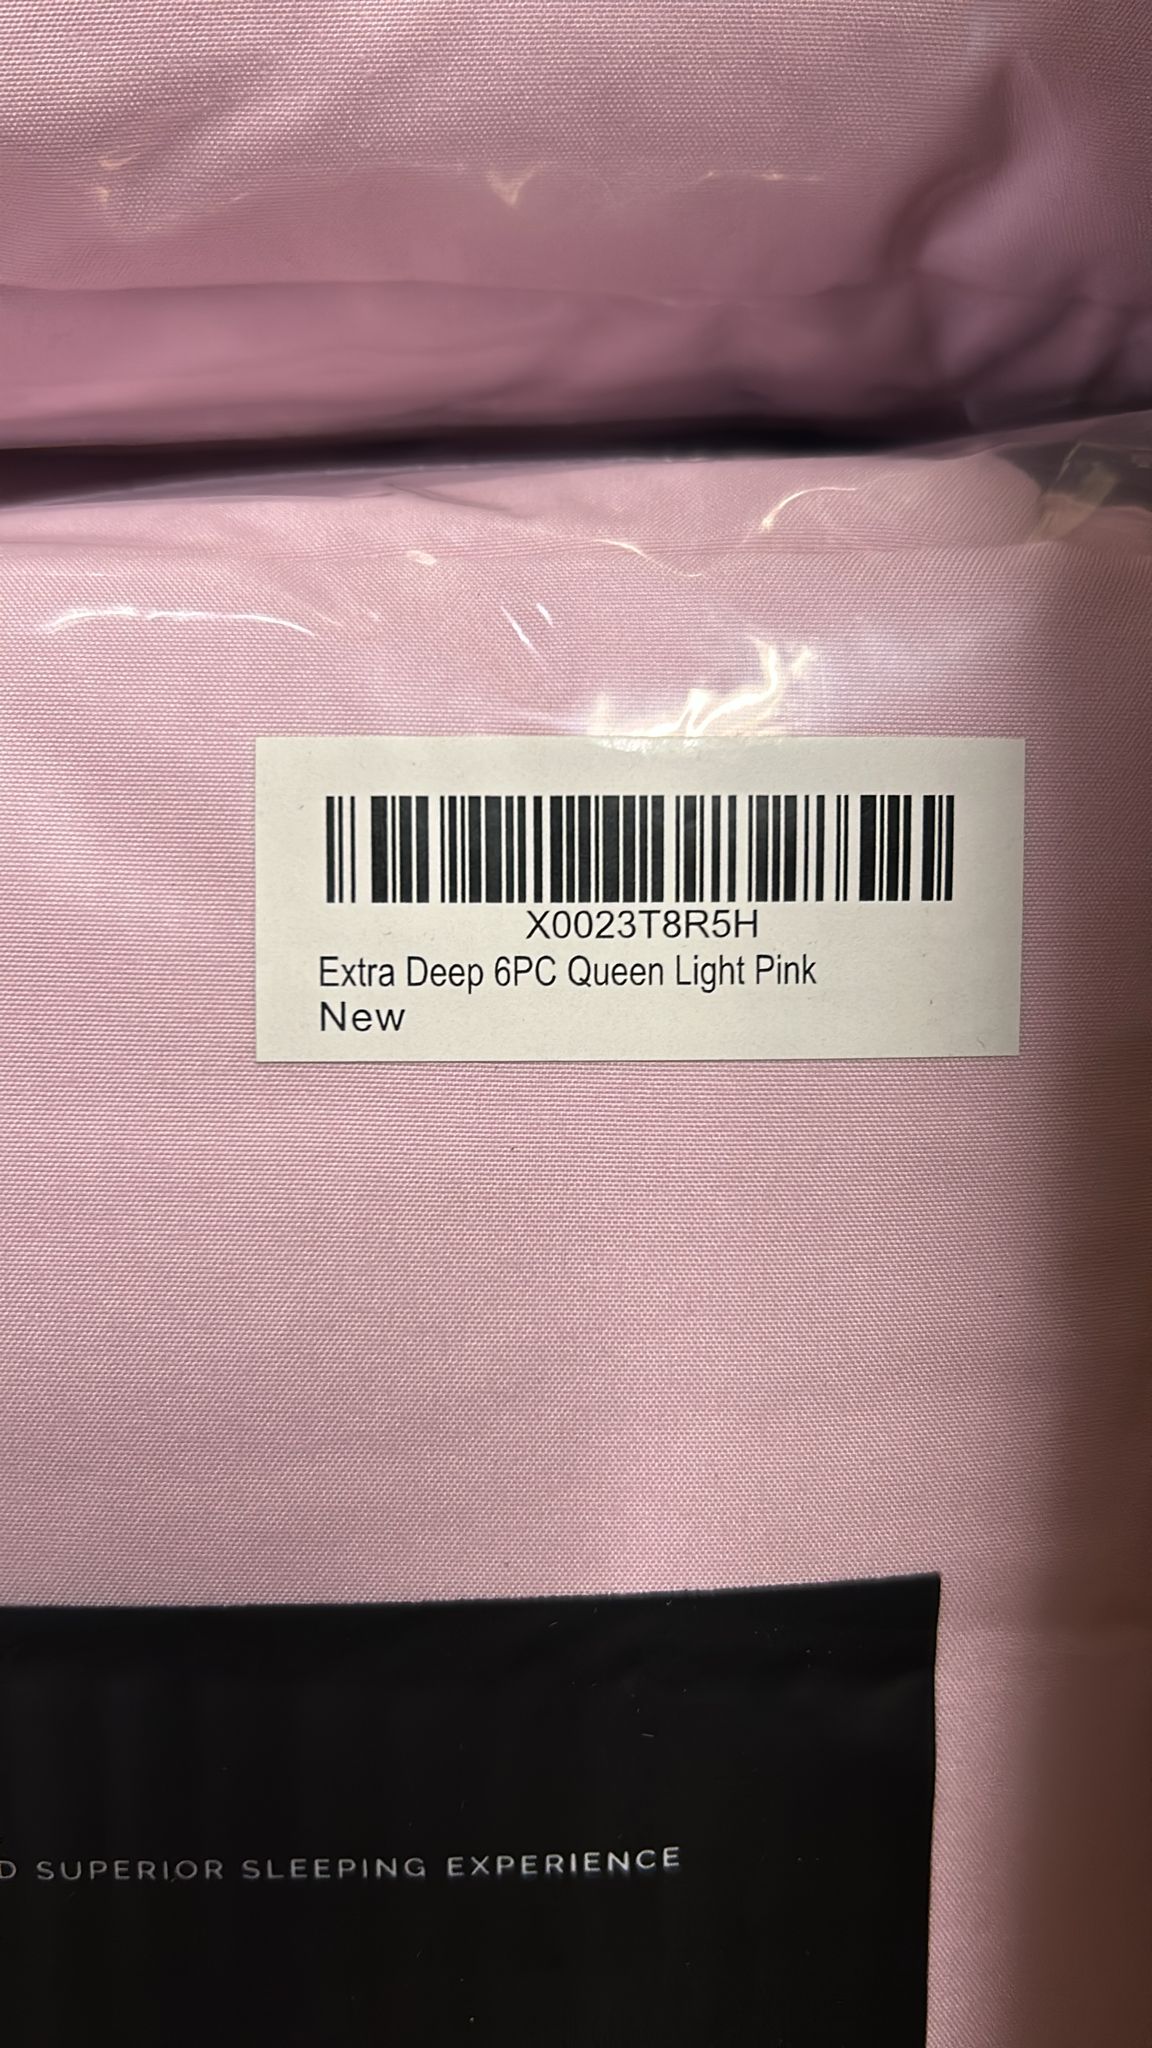 X0023T8R5H
Extra Deep 6PC Queen Light Pink
New
D SUPERIOR SLEEPING EXPERIENCE